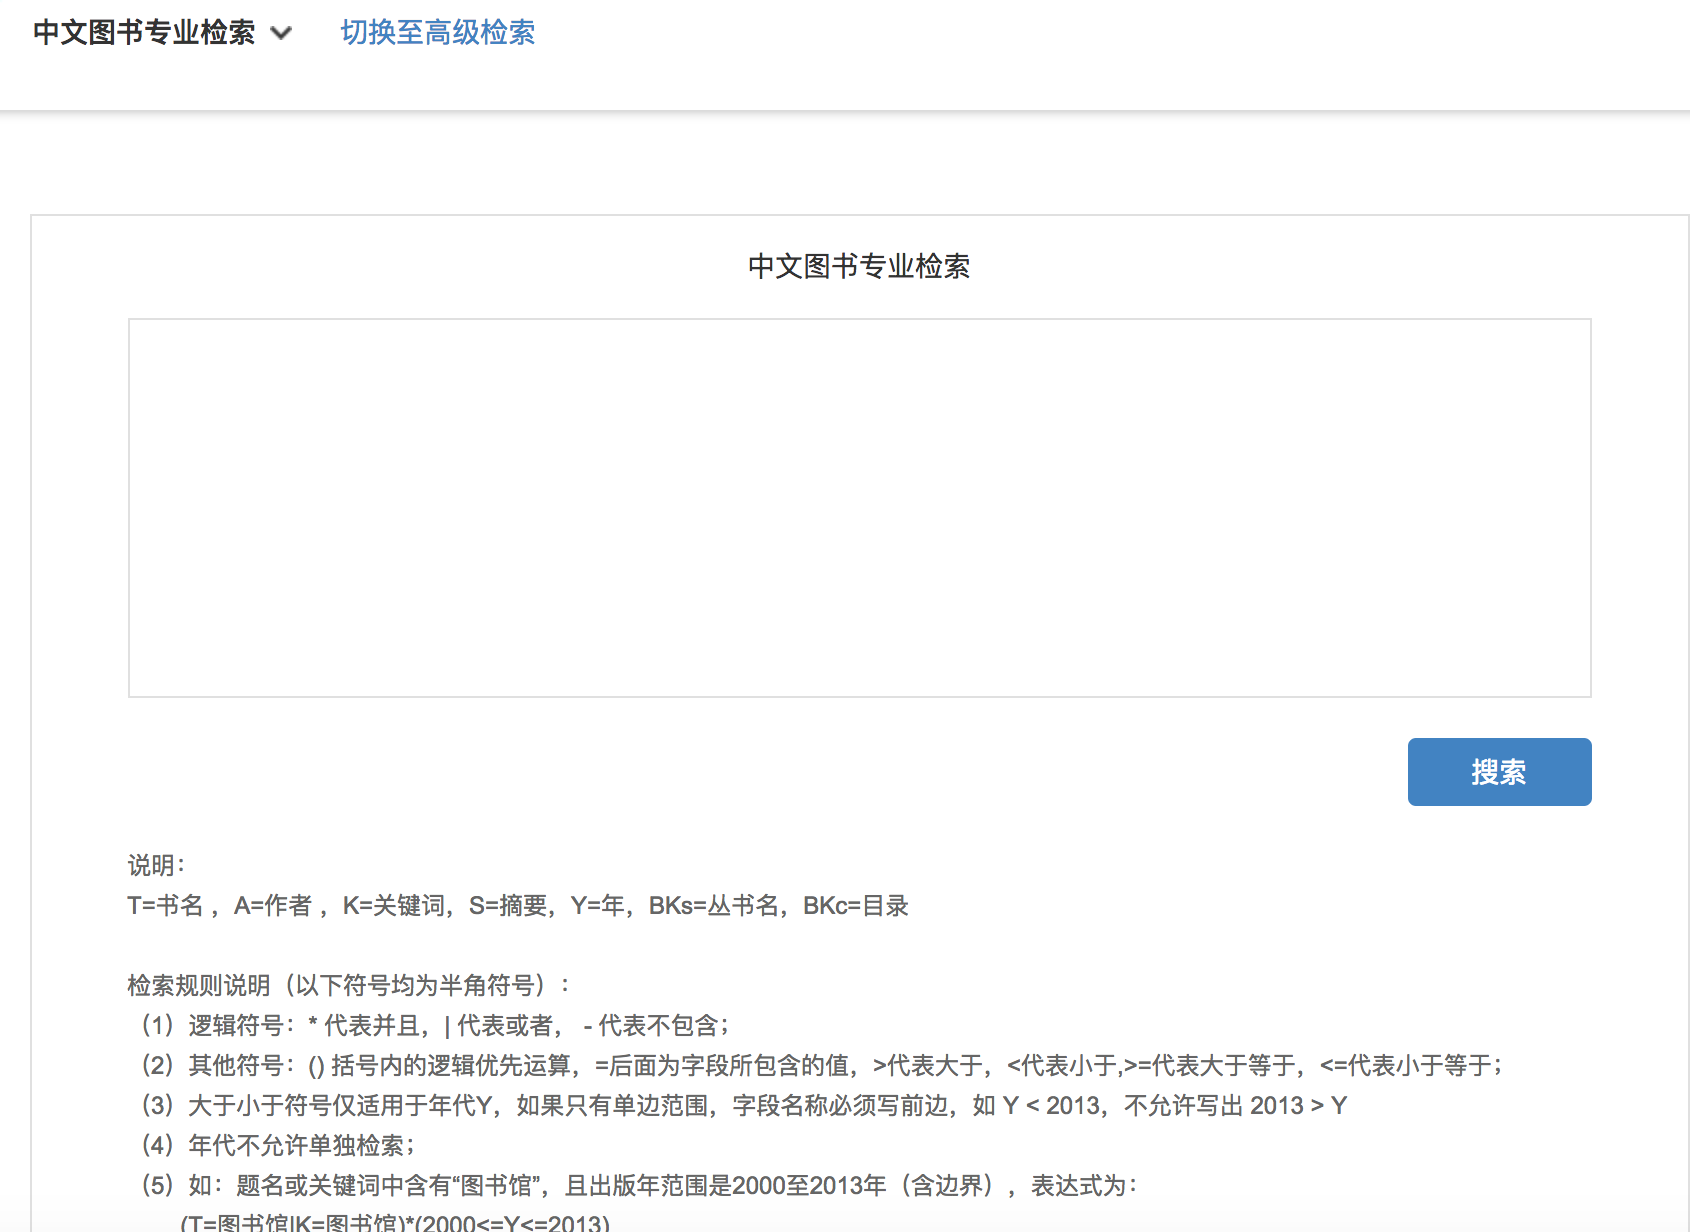 中文图书专业检索 切换至高级检索
中文图书专业检索
搜索
说明：
T=书名 ，A=作者 ，K=关键词，S=摘要，Y=年，BKs=丛书名，BKc=目录
检索规则说明（以下符号均为半角符号）：
（1）逻辑符号：* 代表并且，| 代表或者， - 代表不包含；
（2）其他符号：() 括号内的逻辑优先运算，=后面为字段所包含的值，>代表大于，<代表小于,>=代表大于等于，<=代表小于等于；
（3）大于小于符号仅适用于年代Y，如果只有单边范围，字段名称必须写前边，如 Y < 2013，不允许写出 2013 > Y
（4）年代不允许单独检索；
（5）如：题名或关键词中含有“图书馆”，且出版年范围是2000至2013年（含边界），表达式为：
(T=图书馆|K=图书馆)*(2000<=Y<=2013)